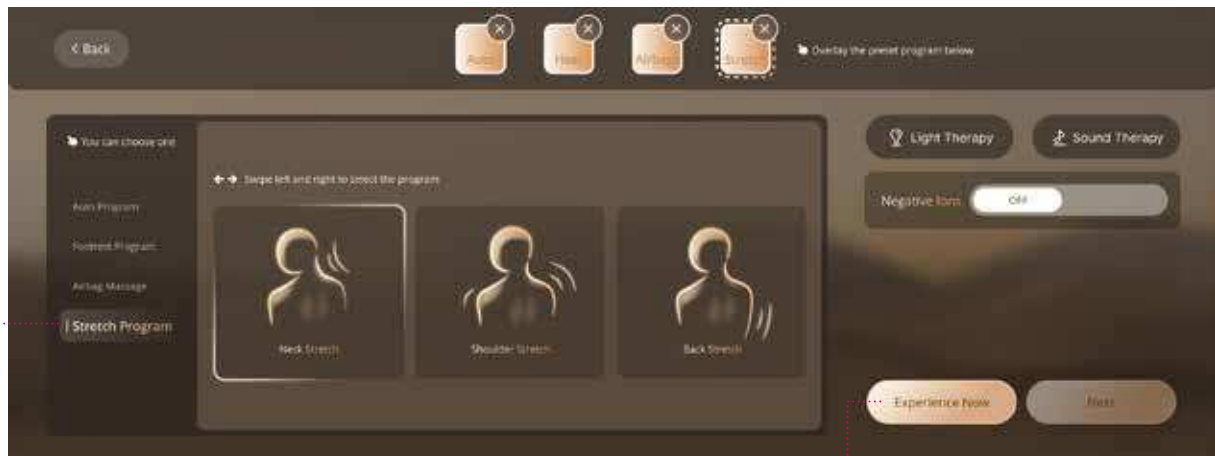 Back
Auto
Heat
Airbag
Stretch
Overlay the preset program below
You can choose one
Auto Program
Footrest Program
Airbag Massage
Stretch Program
Swipe left and right to select the program
Neck Stretch
Shoulder Stretch
Back Stretch
Light Therapy
Sound Therapy
Negative Ions
OFF
Experience Now
Next